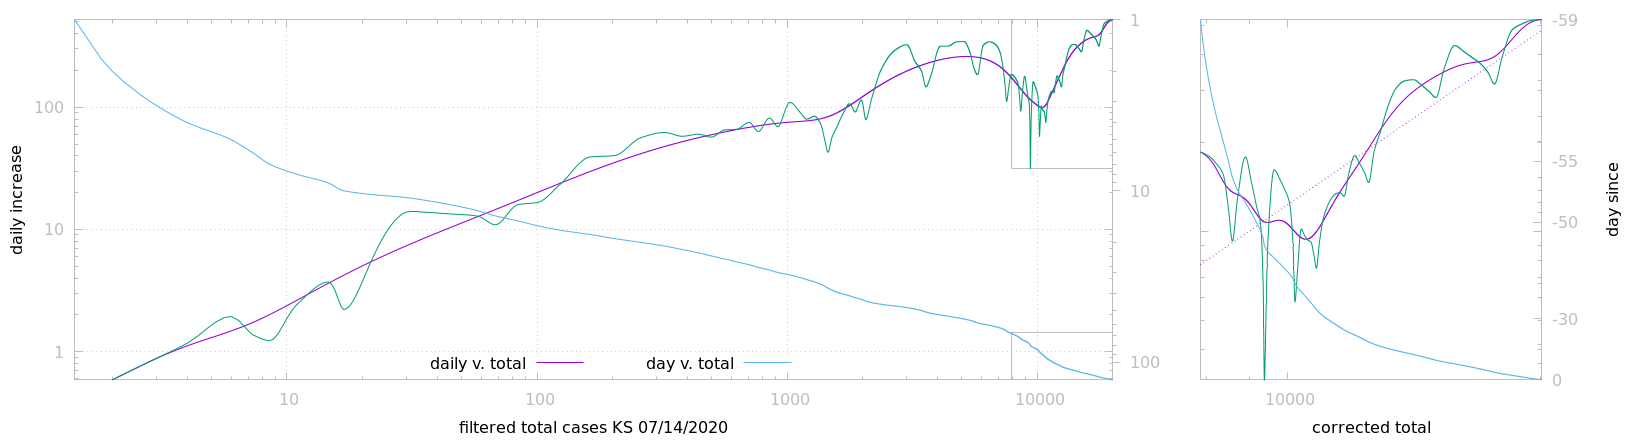 daily increase
100
10
1
10
100
1000
10000
1
10
100
daily v. total
day v. total
filtered total cases KS 07/14/2020
-59
-55
-50
-30
0
day since
10000
corrected total